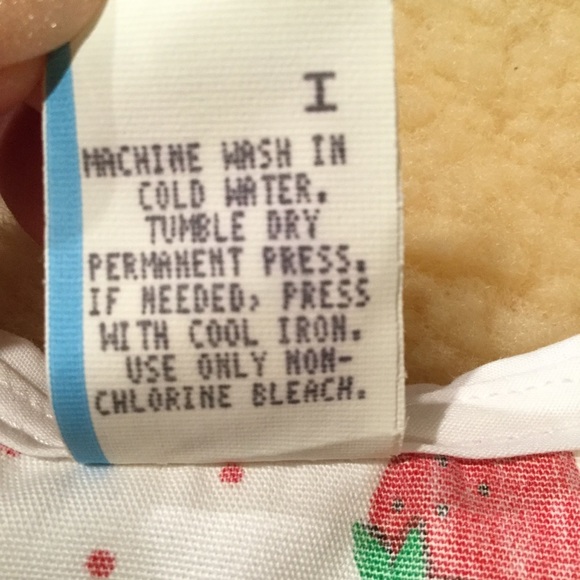 I
MACHINE WASH IN
COLD WATER.
TUMBLE DRY
PERMANENT PRESS.
IF NEEDED, PRESS
WITH COOL IRON.
USE ONLY NON-
CHLORINE BLEACH.